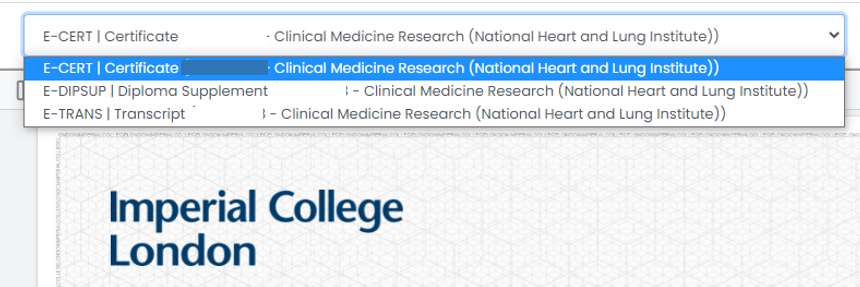 E-CERT | Certificate - Clinical Medicine Research (National Heart and Lung Institute))
E-CERT | Certificate - Clinical Medicine Research (National Heart and Lung Institute))
E-DIPSUP | Diploma Supplement - Clinical Medicine Research (National Heart and Lung Institute))
E-TRANS | Transcript - Clinical Medicine Research (National Heart and Lung Institute))
Imperial College
London